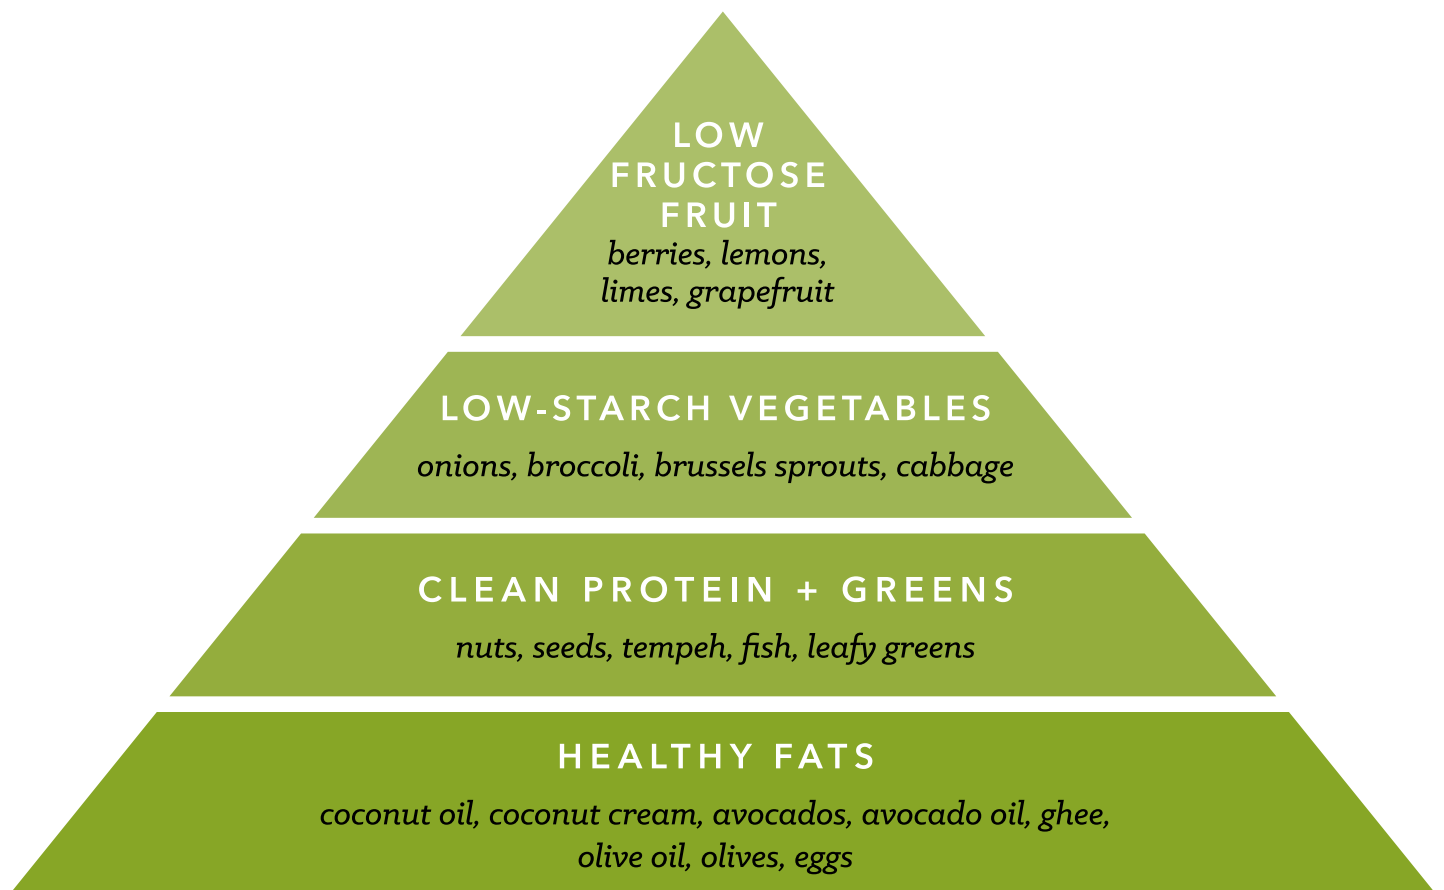 LOW
FRUCTOSE
FRUIT
berries, lemons,
limes, grapefruit
LOW-STARCH VEGETABLES
onions, broccoli, brussels sprouts, cabbage
CLEAN PROTEIN + GREENS
nuts, seeds, tempeh, fish, leafy greens
HEALTHY FATS
coconut oil, coconut cream, avocados, avocado oil, ghee,
olive oil, olives, eggs